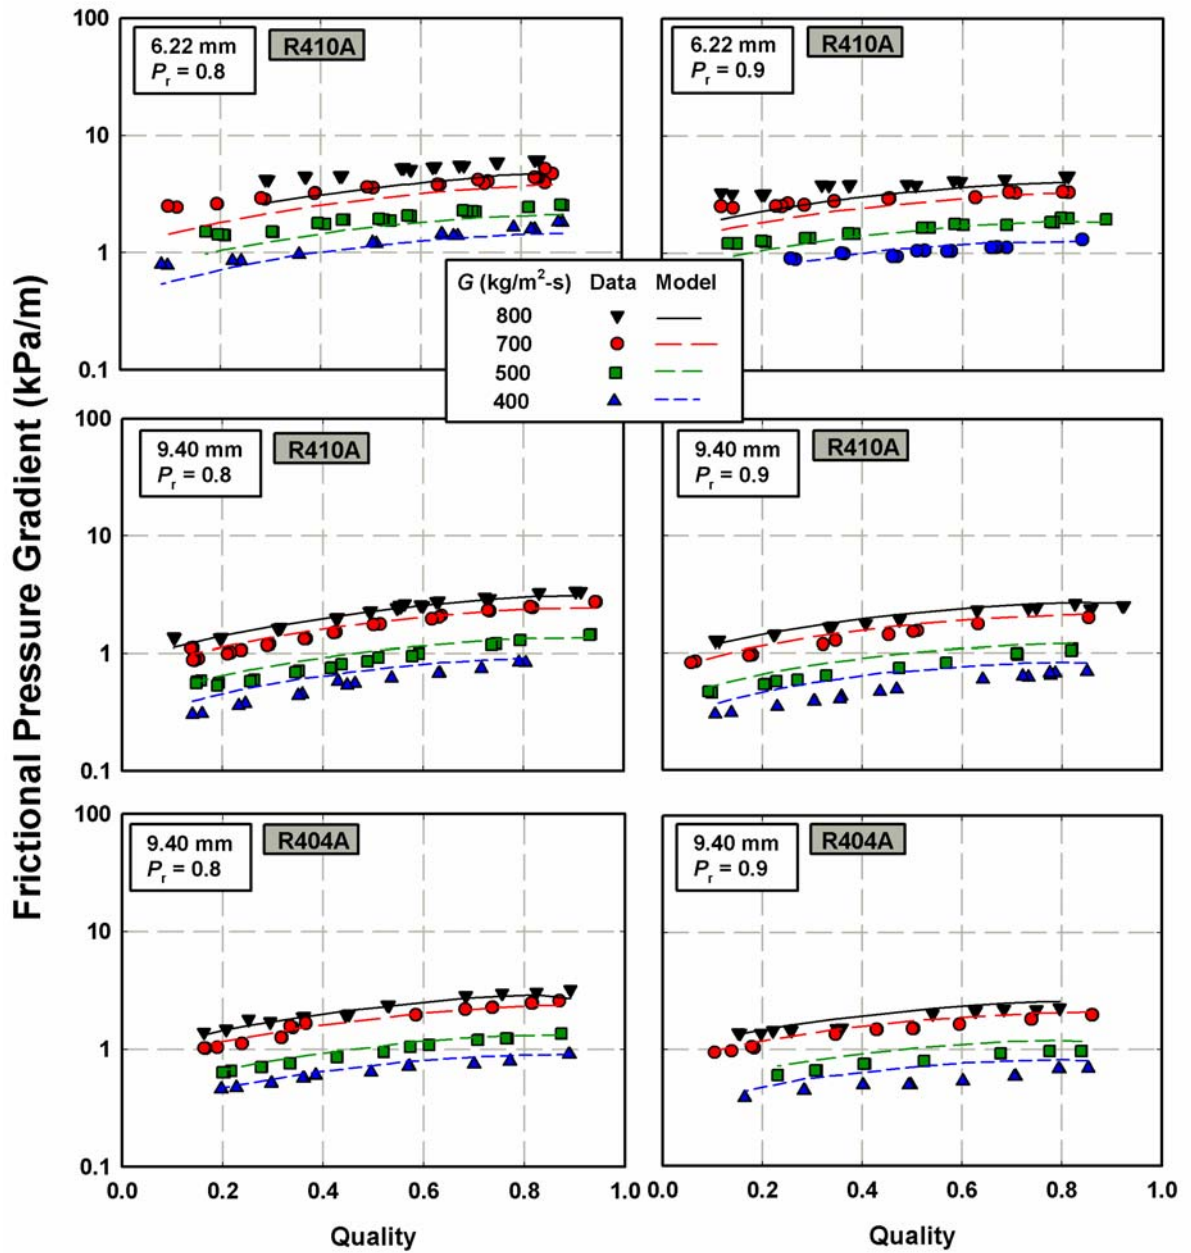 Frictional Pressure Gradient (kPa/m)
100
10
1
0.1
6.22 mm
Pr = 0.8
R410A
6.22 mm
Pr = 0.9
R410A
G (kg/m2-s) Data Model
800
700
500
400
100
10
1
0.1
9.40 mm
Pr = 0.8
R410A
9.40 mm
Pr = 0.9
R410A
100
10
1
0.1
9.40 mm
Pr = 0.8
R404A
9.40 mm
Pr = 0.9
R404A
0.0 0.2 0.4 0.6 0.8 1.0 0.0 0.2 0.4 0.6 0.8 1.0
Quality Quality